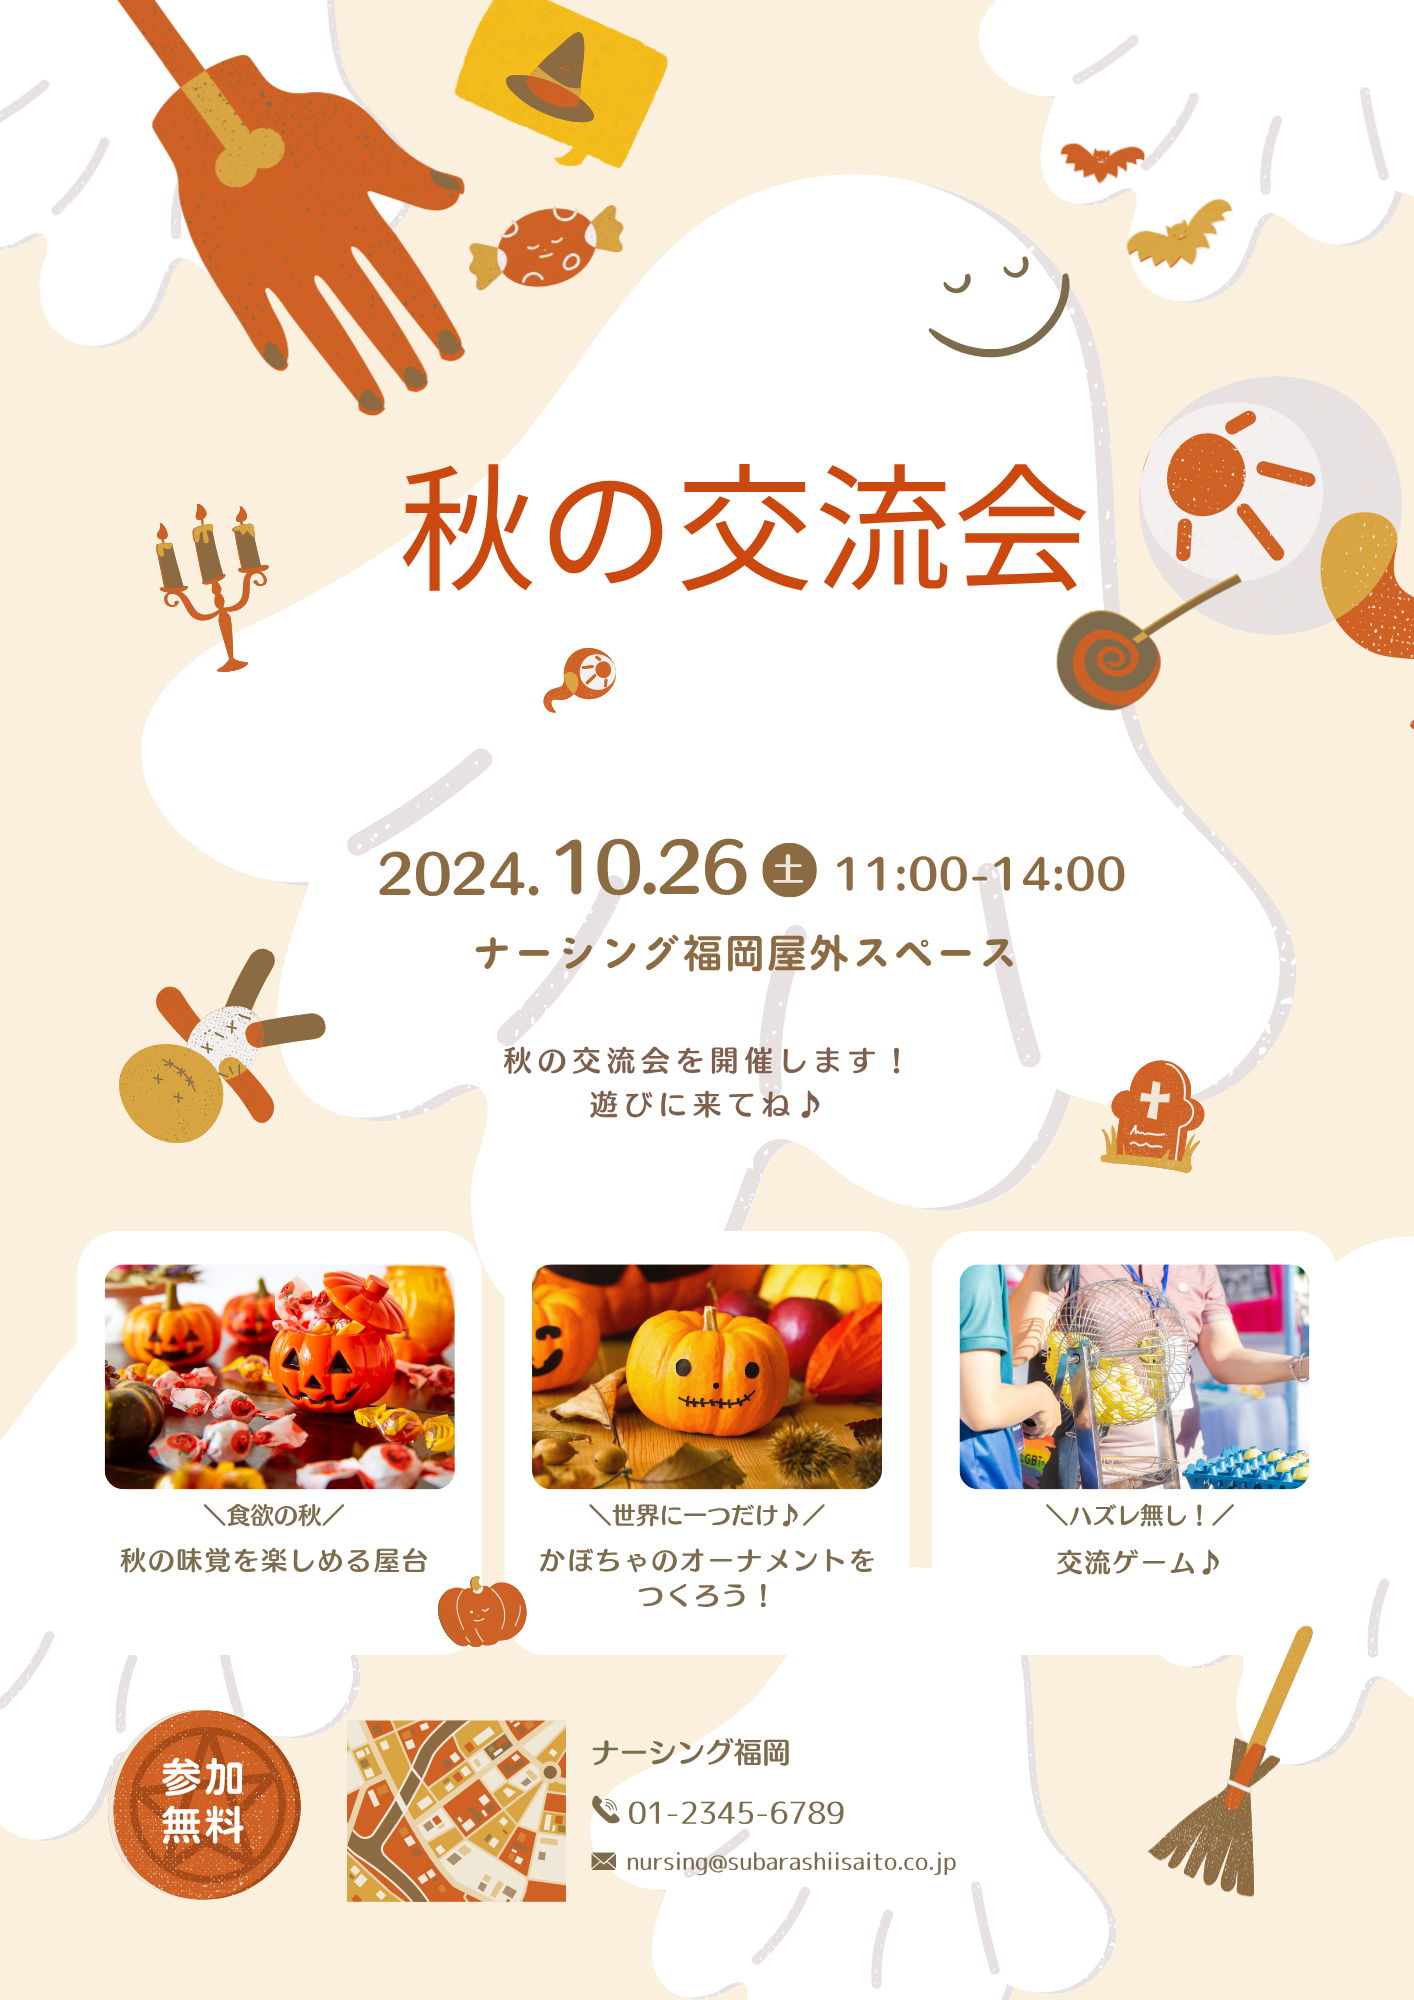 秋の交流会
2024. 10.26 土 11:00-14:00
ナーシング福岡屋外スペース
秋の交流会を開催します！
遊びに来てね♪
＼食欲の秋／
秋の味覚を楽しめる屋台
＼世界に一つだけ♪／
かぼちゃのオーナメントを
つくろう！
＼ハズレ無し！／
交流ゲーム♪
参加
無料
ナーシング福岡
01-2345-6789
nursing@subarashiisaito.co.jp